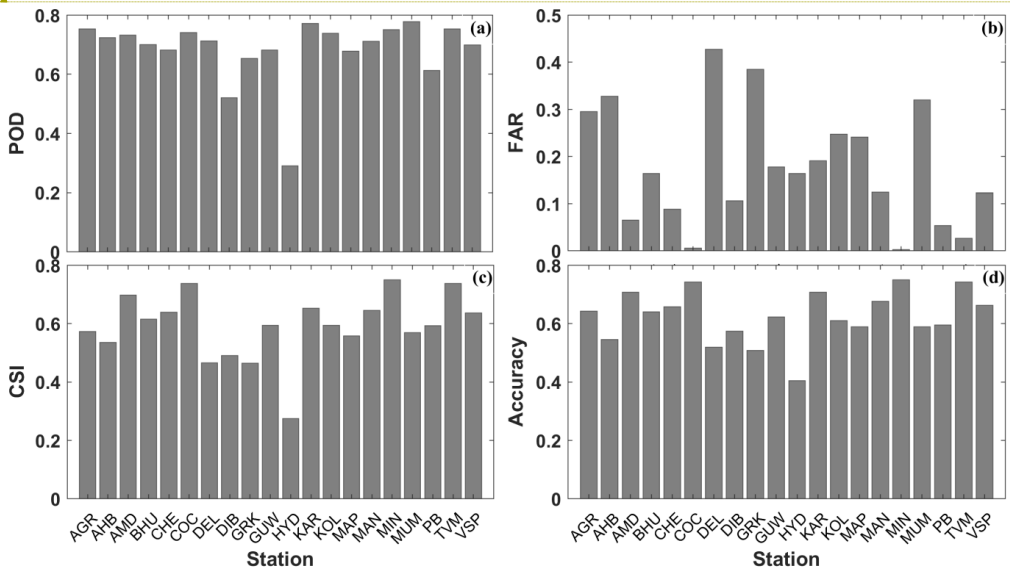 (a)
0.8
0.6
0.4
0.2
0
POD
(b)
0.5
0.4
0.3
0.2
0.1
0
FAR
(c)
0.8
0.6
0.4
0.2
0
CSI
AGR AHB AMD BHU CHE COC DEL DIB GRK GUW HYD KAR KOL MAP MAN MIN MUM PB TVM VSP
Station
(d)
0.8
0.6
0.4
0.2
0
Accuracy
AGR AHB AMD BHU CHE COC DEL DIB GRK GUW HYD KAR KOL MAP MAN MIN MUM PB TVM VSP
Station